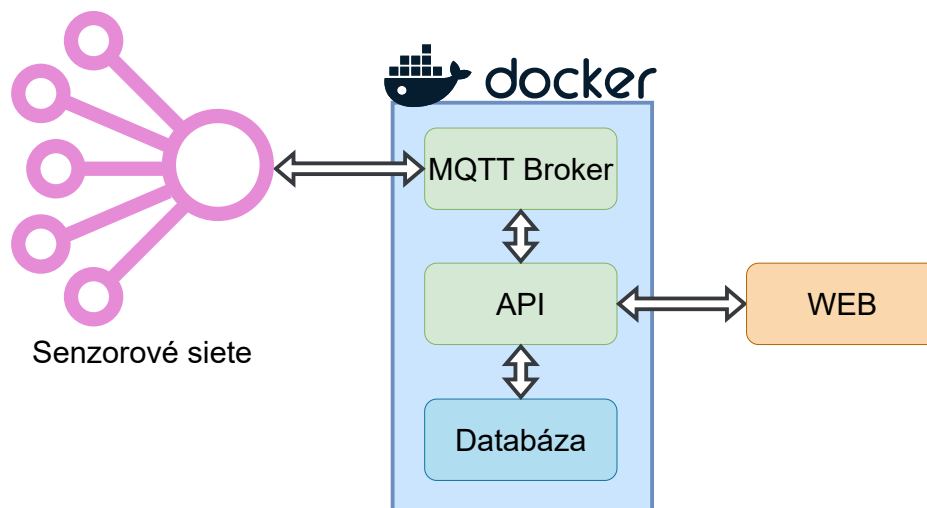 docker
MQTT Broker
API
WEB
Senzorové siete
Databáza